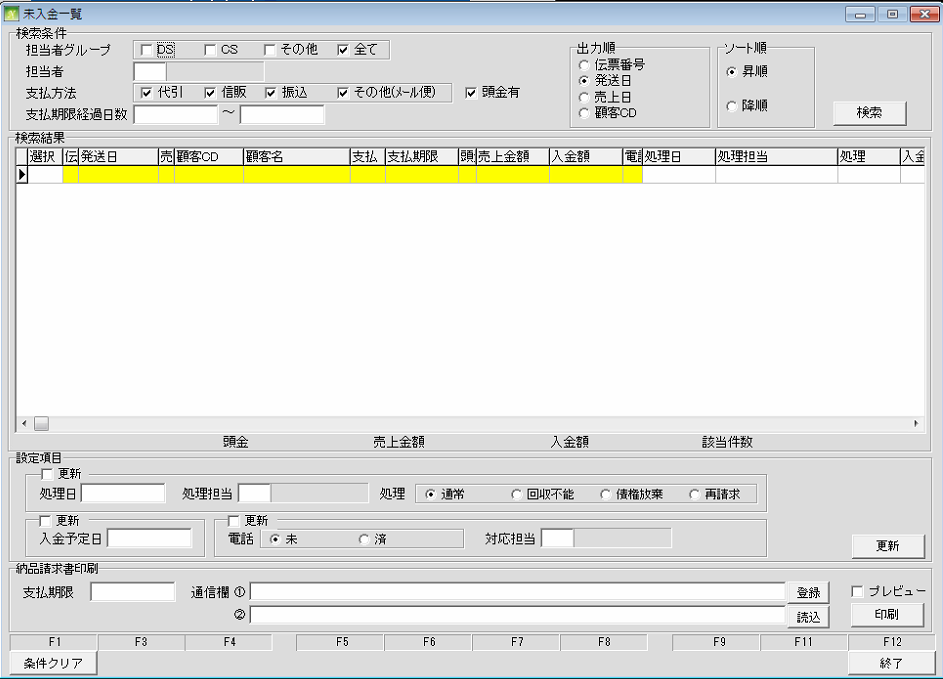 未入金一覧
検索条件
担当者グループ DS CS その他 全て
担当者
支払方法 代引 信販 振込 その他(メール便) 頭金有
支払期限経過日数 ～
出力順
伝票番号
発送日
売上日
顧客CD
ソート順
昇順
降順
検索
検索結果
選択 伝 発送日 売 顧客CD 顧客名 支払 支払期限 頭 売上金額 入金額 電 処理日 処理担当 処理 入金
頭金 売上金額 入金額 該当件数
設定項目
更新
処理日 処理担当 処理 通常 回収不能 債権放棄 再請求
更新 更新
入金予定日 電話 未 済 対応担当 更新
納品請求書印刷
支払期限 通信欄 ① 登録 プレビュー
② 読込 印刷
F1 F3 F4 F5 F6 F7 F8 F9 F11 F12
条件クリア 終了